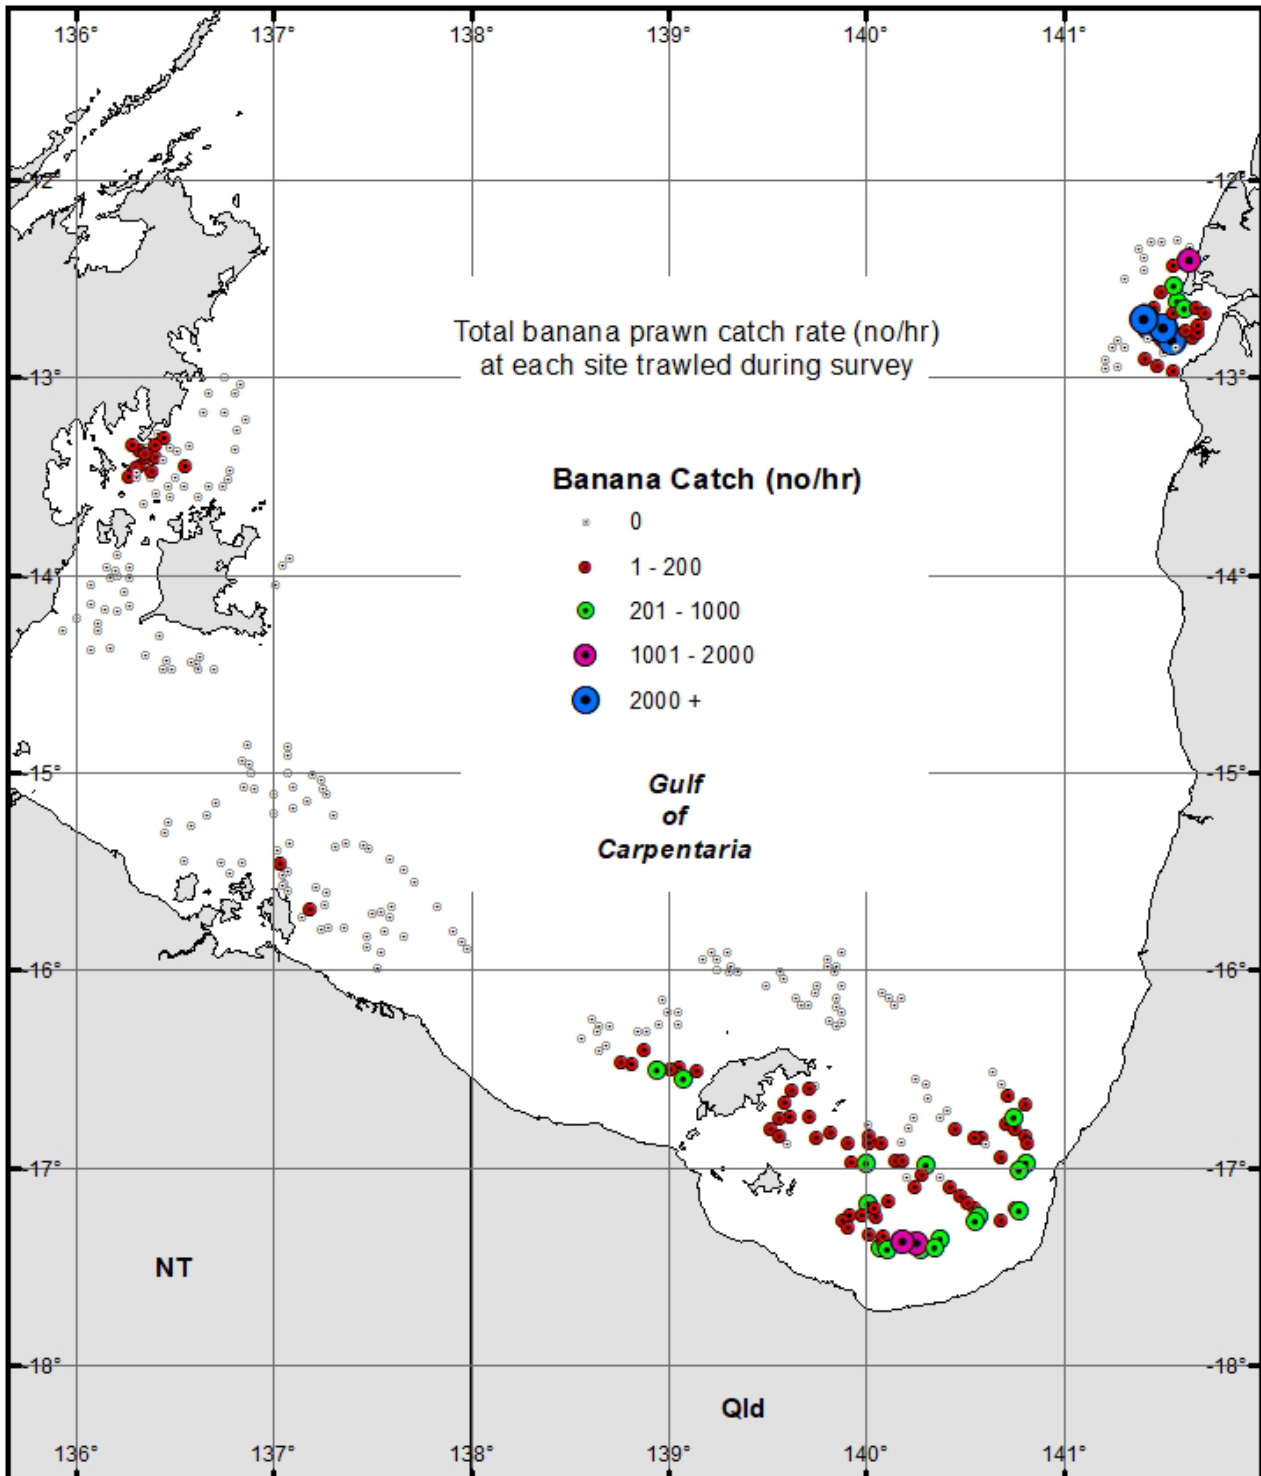 136° 137° 138° 139° 140° 141°
-12° -12°
Total banana prawn catch rate (no/hr)
at each site trawled during survey
-13° -13°
Banana Catch (no/hr)
0
1 - 200
-14° -14°
201 - 1000
1001 - 2000
2000 +
-15° -15°
Gulf
of
Carpentaria
-16° -16°
-17° -17°
NT
-18° -18°
Qld
136° 137° 138° 139° 140° 141°